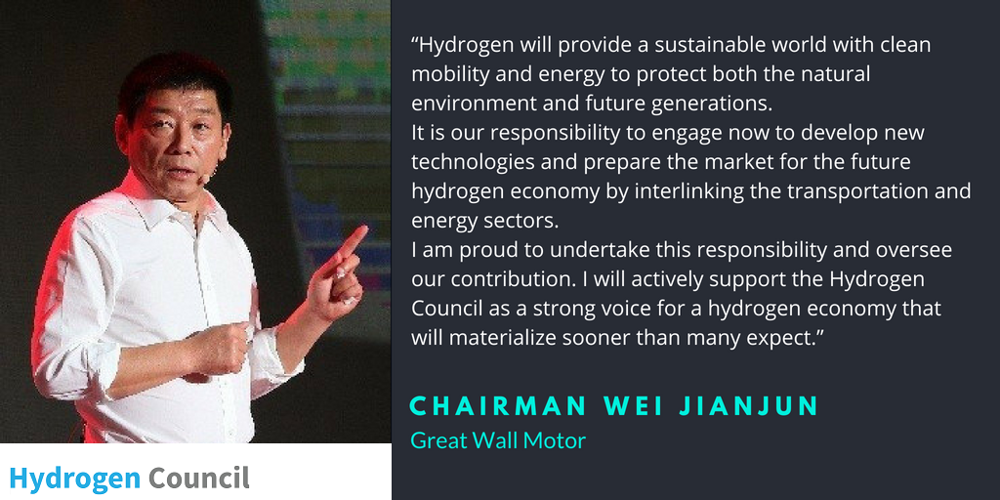 “Hydrogen will provide a sustainable world with clean
mobility and energy to protect both the natural
environment and future generations.
It is our responsibility to engage now to develop new
technologies and prepare the market for the future
hydrogen economy by interlinking the transportation and
energy sectors.
I am proud to undertake this responsibility and oversee
our contribution. I will actively support the Hydrogen
Council as a strong voice for a hydrogen economy that
will materialize sooner than many expect.”
CHAIRMAN WEI JIANJUN
Great Wall Motor
Hydrogen Council